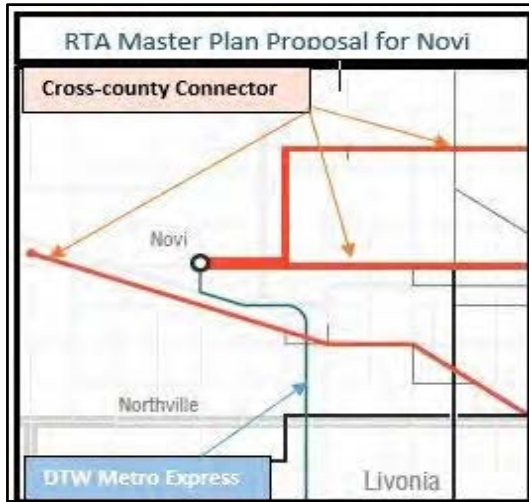 RTA Master Plan Proposal for Novi
Cross-county Connector
Novi
Northville
DTW Metro Express
Livonia